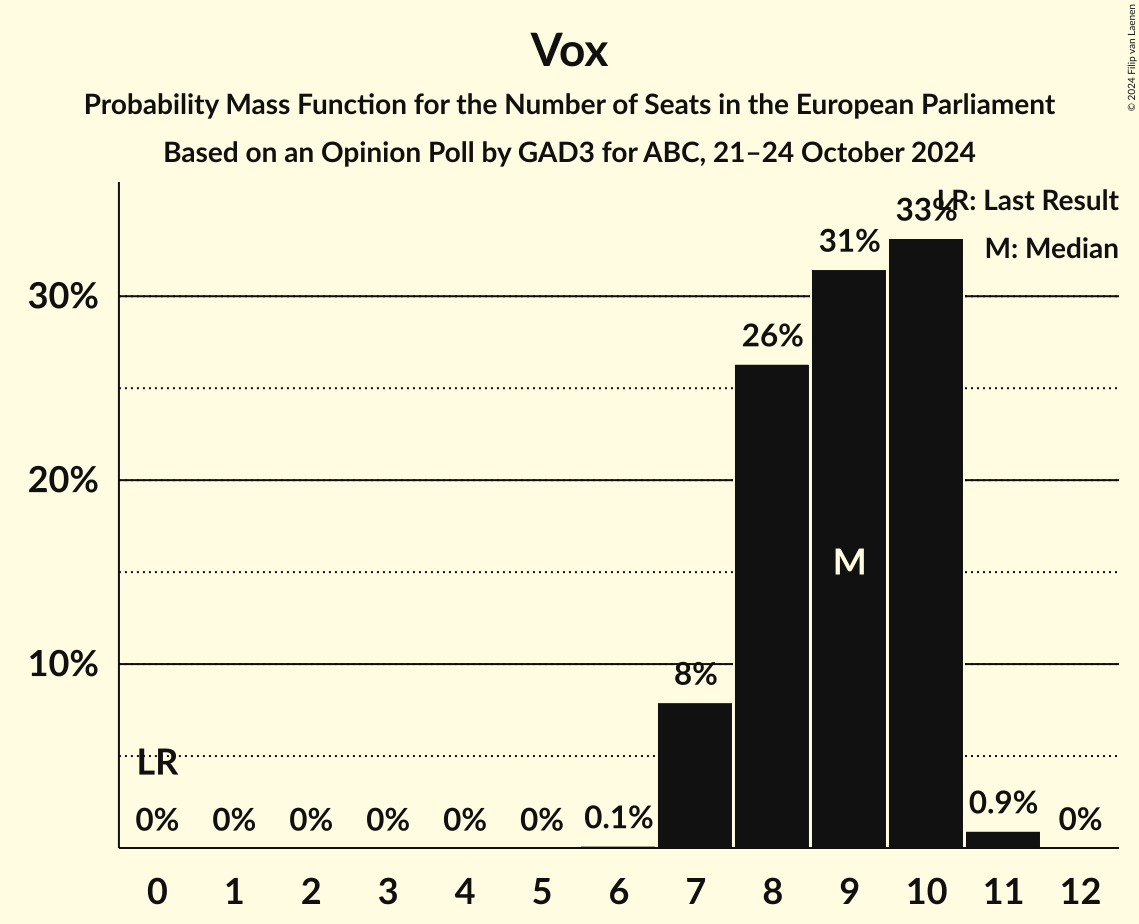 Vox
Probability Mass Function for the Number of Seats in the European Parliament
Based on an Opinion Poll by GAD3 for ABC, 21–24 October 2024
© 2024 Filip van Laenen
LR: Last Result
M: Median
33%
31%
30%
26%
20%
M
10%
8%
LR
0% 0% 0% 0% 0% 0% 0.1% 0.9% 0%
0 1 2 3 4 5 6 7 8 9 10 11 12